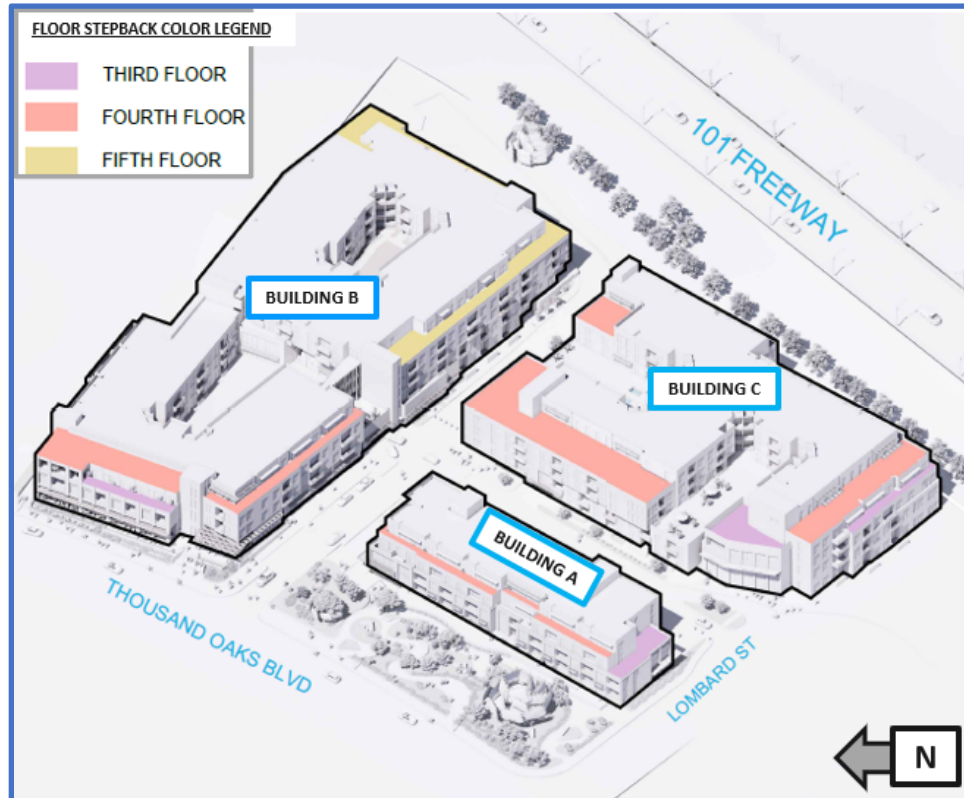 FLOOR STEPBACK COLOR LEGEND
THIRD FLOOR
FOURTH FLOOR
FIFTH FLOOR
101 FREEWAY
BUILDING B
BUILDING C
BUILDING A
THOUSAND OAKS BLVD
LOMBARD ST
N